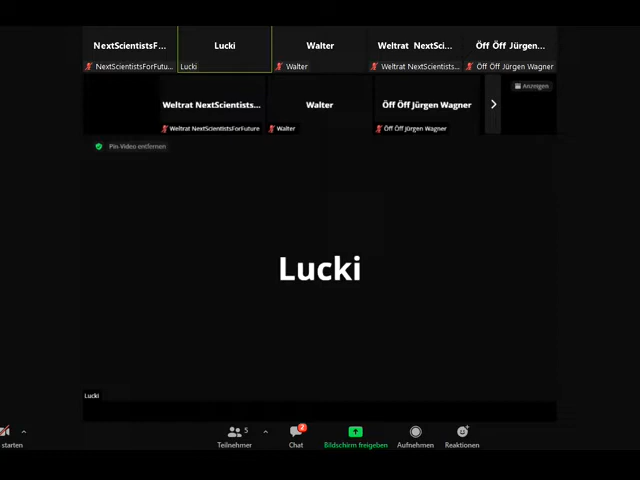 NextScientistsF... Lucki Walter Weltrat NextSci... Öff Öff Jürgen...
NextScientistsForFutu... Lucki Walter Weltrat NextScientists... Öff Öff Jürgen Wagner
Anzeigen
Weltrat NextScientists... Walter Öff Öff Jürgen Wagner
Weltrat NextScientistsForFuture Walter Öff Öff Jürgen Wagner
Pin Video entfernen
Lucki
Lucki
5 2
starten Teilnehmer Chat Bildschirm freigeben Aufnehmen Reaktionen